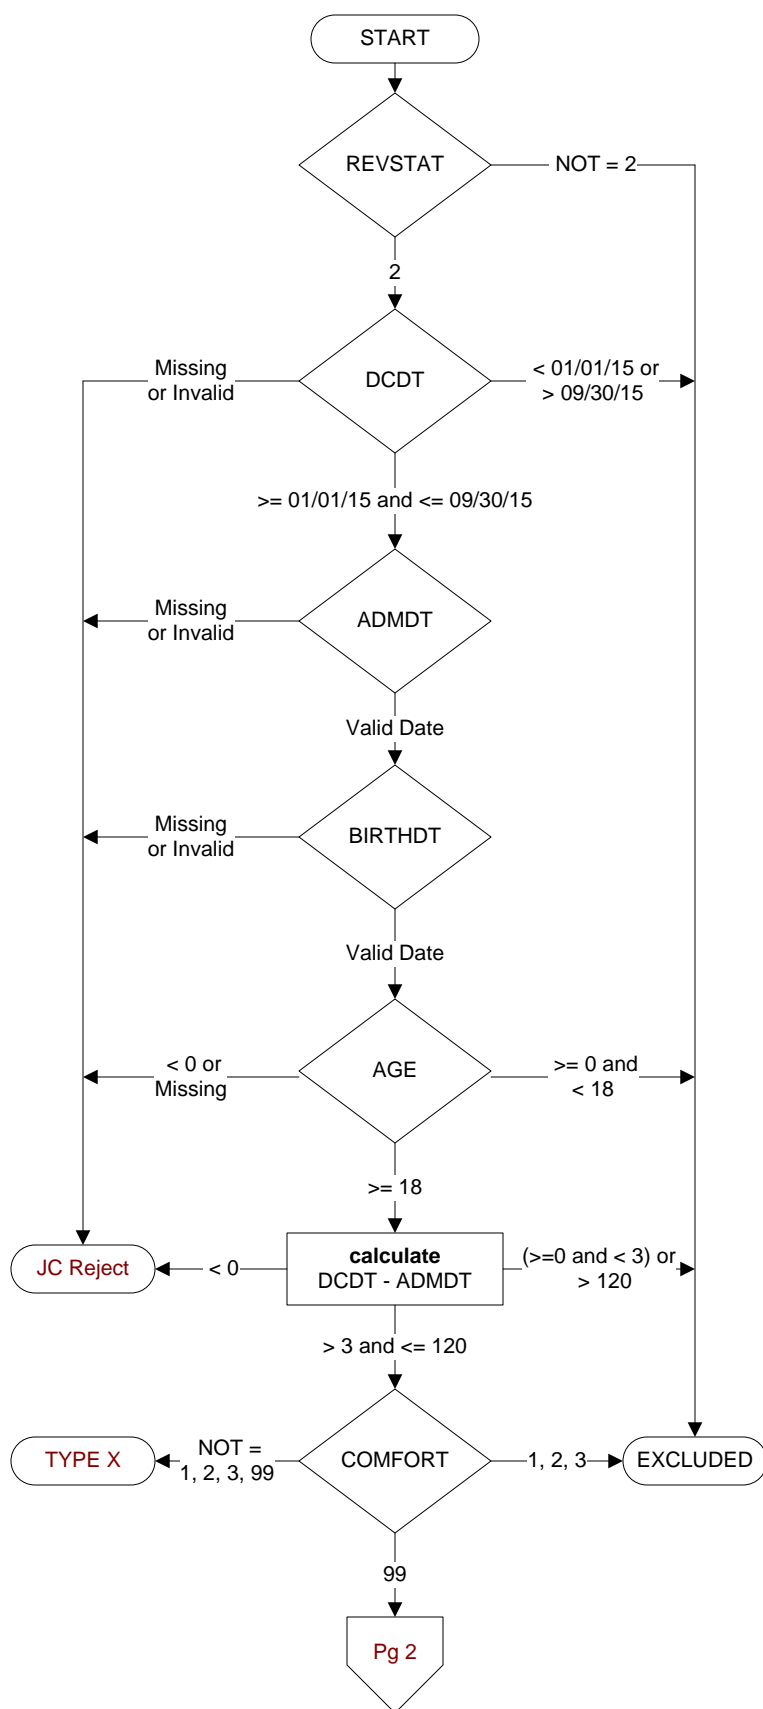 START
REVSTAT
NOT = 2
2
Missing
or Invalid
DCDT
< 01/01/15 or
> 09/30/15
>= 01/01/15 and <= 09/30/15
Missing
or Invalid
ADMDT
Valid Date
Missing
or Invalid
BIRTHDT
Valid Date
< 0 or
Missing
AGE
>= 0 and
< 18
>= 18
JC Reject
< 0
calculate
DCDT - ADMDT
(>=0 and < 3) or
> 120
> 3 and <= 120
TYPE X
NOT =
1, 2, 3, 99
COMFORT
1, 2, 3
EXCLUDED
99
Pg 2